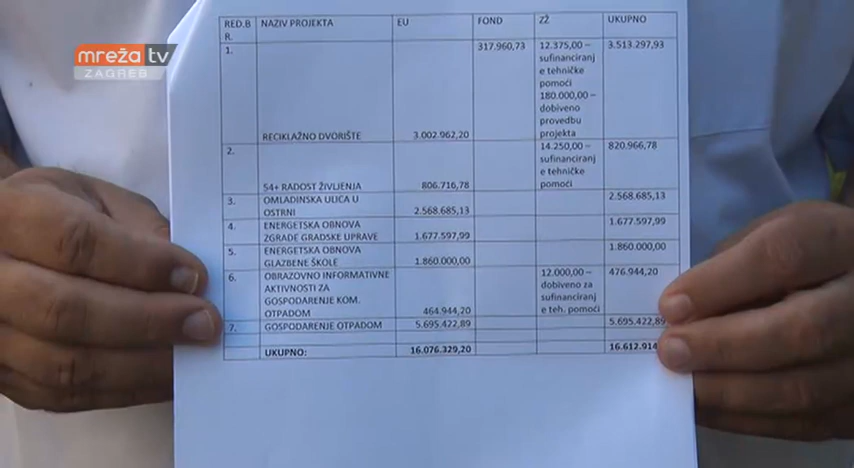 mreža tv
ZAGREB
RED.B NAZIV PROJEKTA EU FOND ZŽ UKUPNO
R.
1. 317.960,73 12.375,00 – 3.513.297,93
sufinanciranj
e tehničke
pomoći
180.000,00 –
dobiveno
provedbu
RECIKLAŽNO DVORIŠTE 3.002.962,20 projekta
2. 14.250,00 – 820.966,78
sufinanciranj
e tehničke
54+ RADOST ŽIVLJENJA 806.716,78 pomoći
3. OMLADINSKA ULICA U 2.568.685,13
OSTRNI 2.568.685,13
4. ENERGETSKA OBNOVA 1.677.597,99
ZGRADE GRADSKE UPRAVE 1.677.597,99
5. ENERGETSKA OBNOVA 1.860.000,00
GLAZBENE ŠKOLE 1.860.000,00
6. OBRAZOVNO INFORMATIVNE 12.000,00 – 476.944,20
AKTIVNOSTI ZA dobiveno za
GOSPODARENJE KOM. sufinanciranj
OTPADOM 464.944,20 e teh. pomoći
7. GOSPODARENJE OTPADOM 5.695.422,89 5.695.422,89
UKUPNO: 16.076.329,20 16.612.914